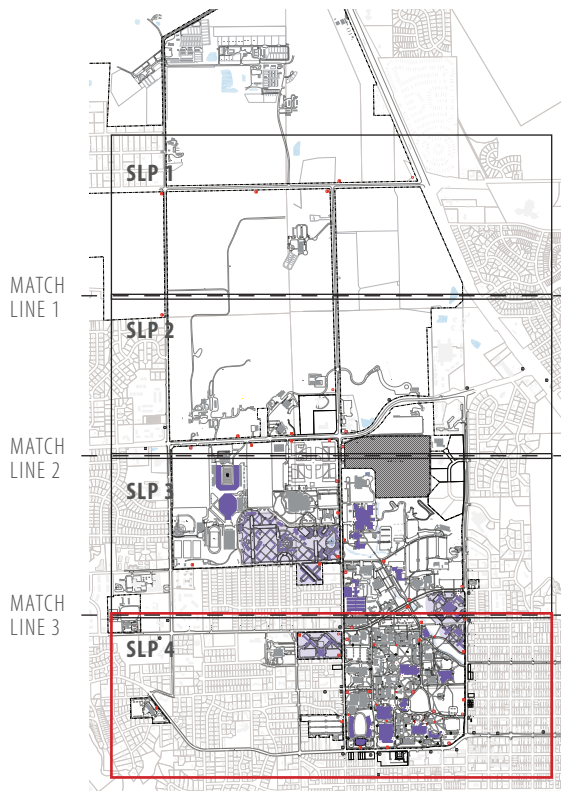 SLP 1
MATCH
LINE 1
SLP 2
MATCH
LINE 2
SLP 3
MATCH
LINE 3
SLP 4